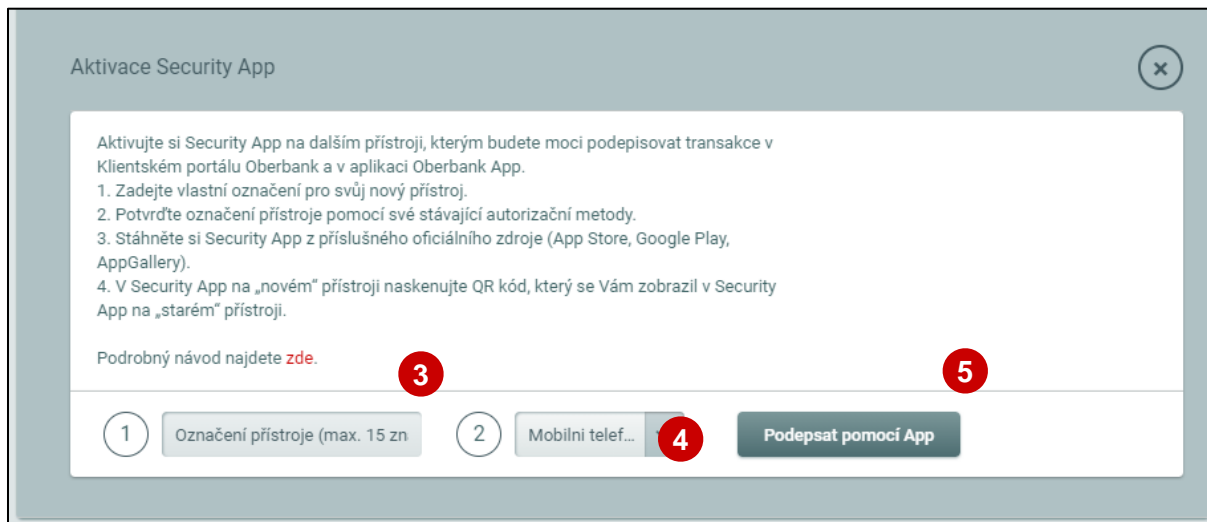 Aktivace Security App
Aktivujte si Security App na dalším přístroji, kterým budete moci podepisovat transakce v
Klientském portálu Oberbank a v aplikaci Oberbank App.
1. Zadejte vlastní označení pro svůj nový přístroj.
2. Potvrďte označení přístroje pomocí své stávající autorizační metody.
3. Stáhněte si Security App z příslušného oficiálního zdroje (App Store, Google Play,
AppGallery).
4. V Security App na „novém“ přístroji naskenujte QR kód, který se Vám zobrazil v Security
App na „starém“ přístroji.
Podrobný návod najdete zde.
3
5
1 Označení přístroje (max. 15 zn 2 Mobilni telef... 4 Podepsat pomocí App